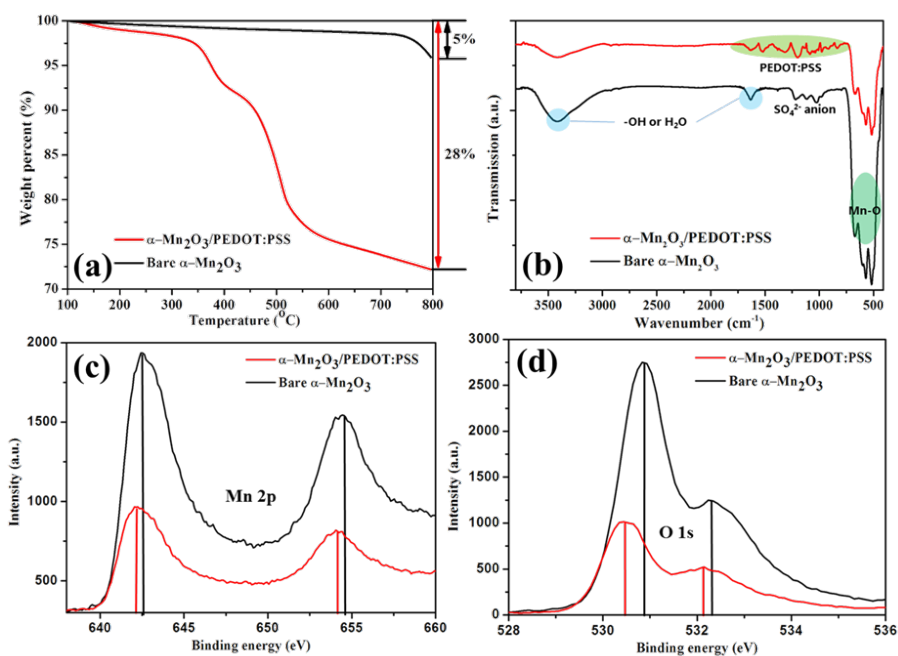 100
95
90
85
80
75
70
Weight percent (%)
5%
28%
α−Mn₂O₃/PEDOT:PSS
Bare α−Mn₂O₃
(a)
100 200 300 400 500 600 700 800
Temperature (⁰C)
Transmission (a.u.)
PEDOT:PSS
-OH or H₂O
SO₄²⁻ anion
Mn-O
α−Mn₂O₃/PEDOT:PSS
Bare α−Mn₂O₃
(b)
3500 3000 2500 2000 1500 1000 500
Wavenumber (cm⁻¹)
2000
1500
1000
500
Intensity (a.u.)
(c)
α−Mn₂O₃/PEDOT:PSS
Bare α−Mn₂O₃
Mn 2p
640 645 650 655 660
Binding energy (eV)
3000
2500
2000
1500
1000
500
0
Intensity (a.u.)
(d)
α−Mn₂O₃/PEDOT:PSS
Bare α−Mn₂O₃
O 1s
528 530 532 534 536
Binding energy (eV)